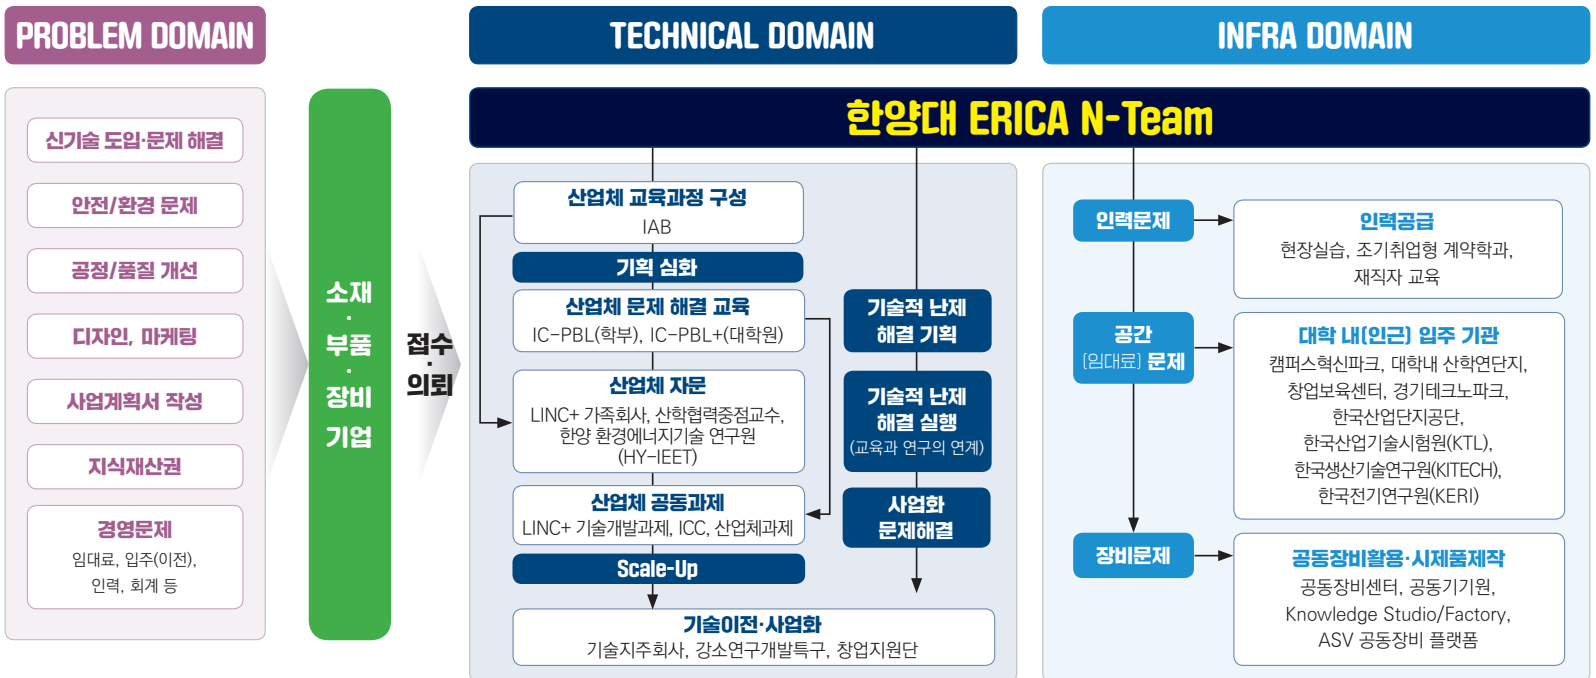 PROBLEM DOMAIN
신기술 도입·문제 해결
안전/환경 문제
공정/품질 개선
디자인, 마케팅
사업계획서 작성
지식재산권
경영문제
임대료, 입주(이전),
인력, 회계 등
소재
·
부품
·
장비
기업
접수
·
의뢰
TECHNICAL DOMAIN
INFRA DOMAIN
한양대 ERICA N-Team
산업체 교육과정 구성
IAB
기획 심화
산업체 문제 해결 교육
IC-PBL(학부), IC-PBL+(대학원)
산업체 자문
LINC+ 가족회사, 산학협력중점교수,
한양 환경에너지기술 연구원
(HY-IEET)
산업체 공동과제
LINC+ 기술개발과제, ICC, 산업체과제
Scale-Up
기술적 난제
해결 기획
기술적 난제
해결 실행
(교육과 연구의 연계)
사업화
문제해결
기술이전·사업화
기술지주회사, 강소연구개발특구, 창업지원단
인력문제
인력공급
현장실습, 조기취업형 계약학과,
재직자 교육
공간
(임대료) 문제
대학 내(인근) 입주 기관
캠퍼스혁신파크, 대학내 산학연단지,
창업보육센터, 경기테크노파크,
한국산업단지공단,
한국산업기술시험원(KTL),
한국생산기술연구원(KITECH),
한국전기연구원(KERI)
장비문제
공동장비활용·시제품제작
공동장비센터, 공동기기원,
Knowledge Studio/Factory,
ASV 공동장비 플랫폼